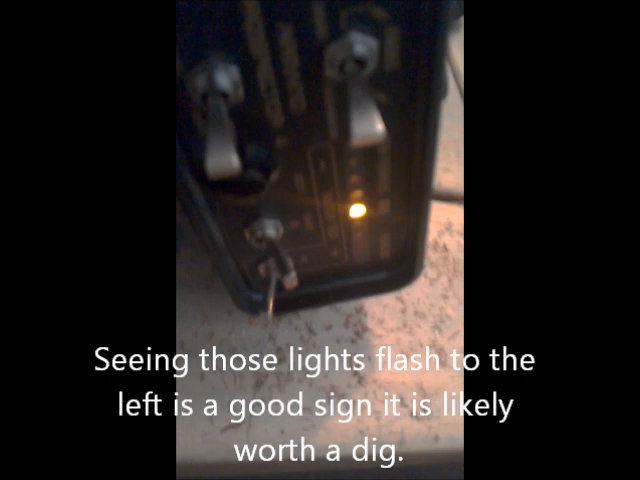 Seeing those lights flash to the
left is a good sign it is likely
worth a dig.